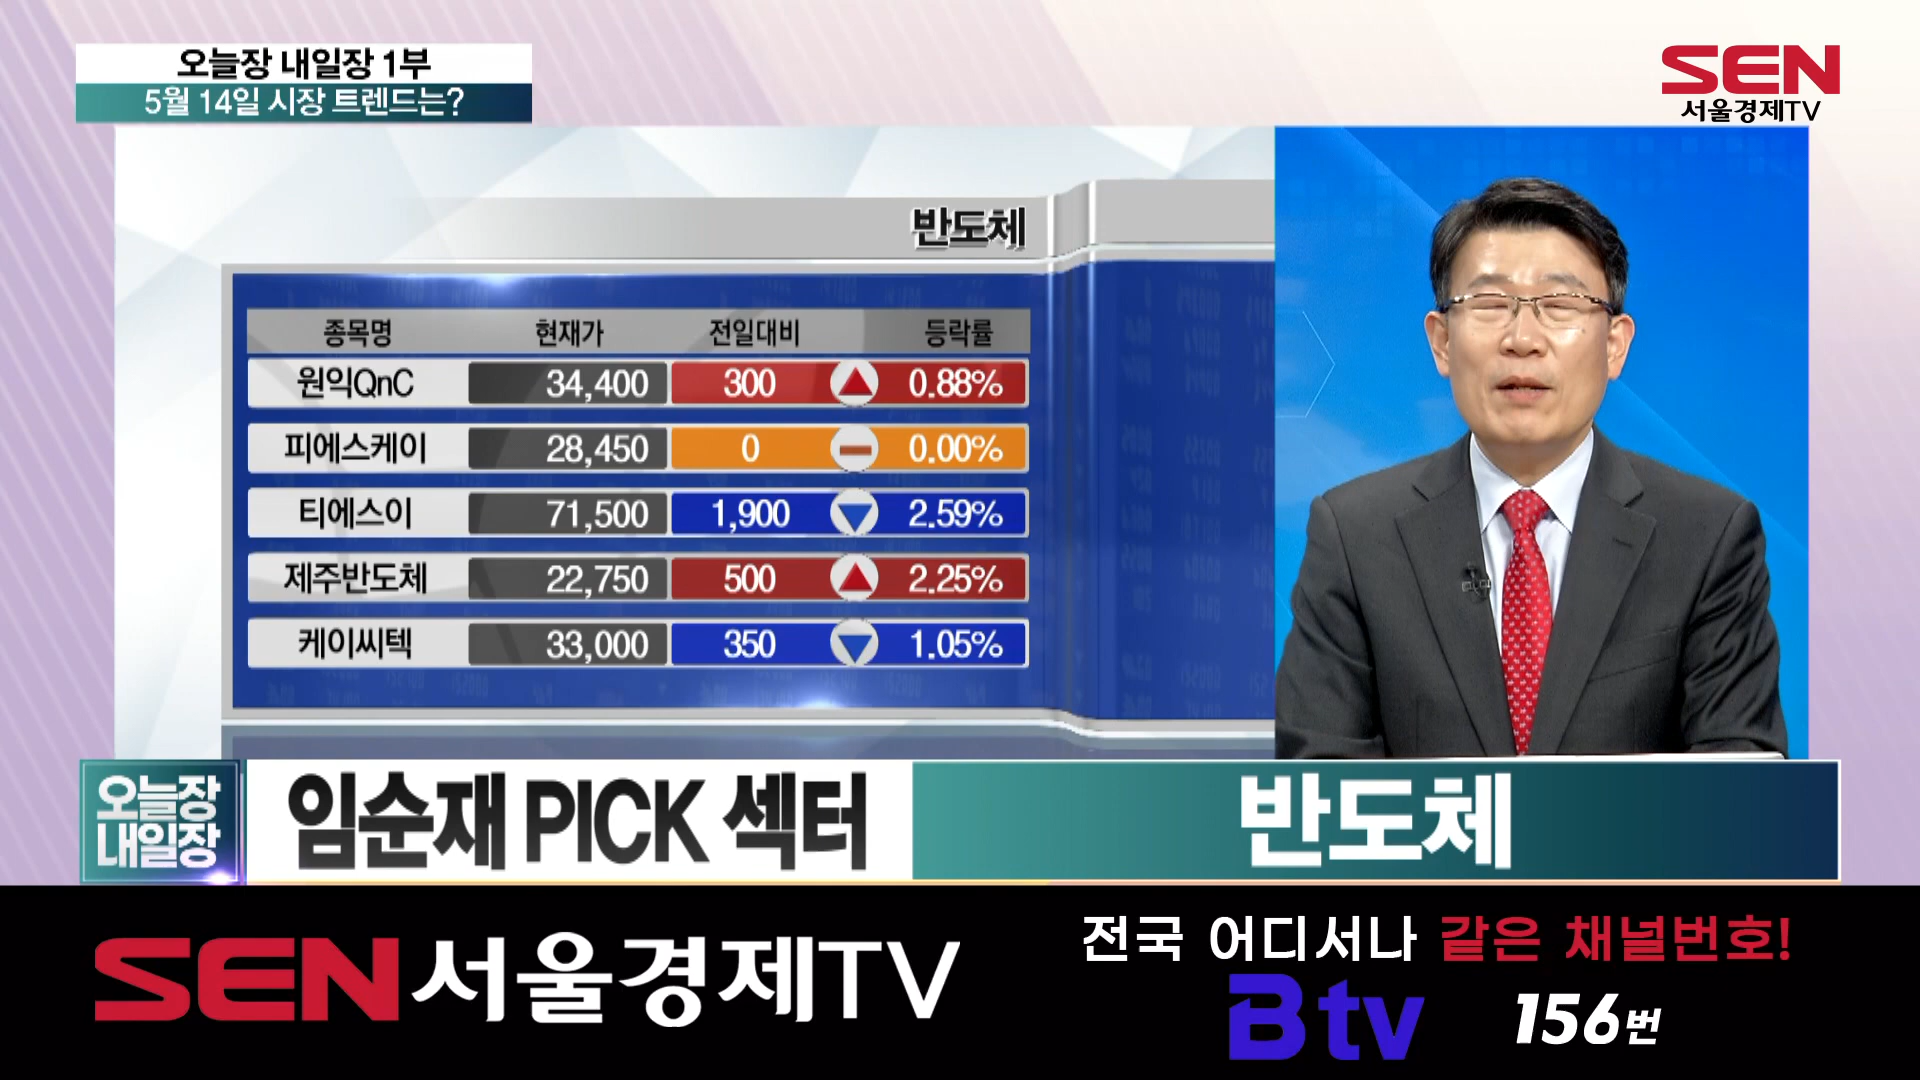 오늘장 내일장 1부
5월 14일 시장 트렌드는?
SEN
서울경제TV
반도체
종목명 현재가 전일대비 등락률
원익QnC 34,400 300 0.88%
피에스케이 28,450 0 0.00%
티에스이 71,500 1,900 2.59%
제주반도체 22,750 500 2.25%
케이씨텍 33,000 350 1.05%
오늘장
내일장
임순재 PICK 섹터
반도체
SEN서울경제TV
전국 어디서나 같은 채널번호!
B tv 156번